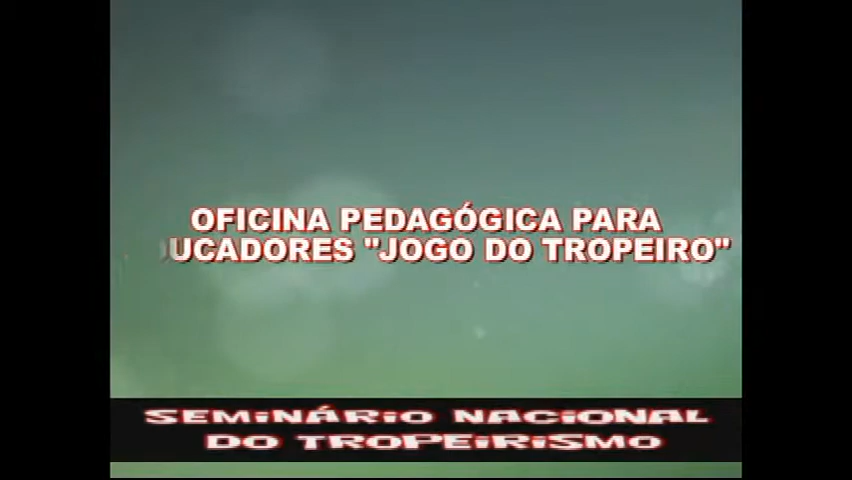 OFICINA PEDAGÓGICA PARA
UCADORES "JOGO DO TROPEIRO"
SEMINÁRIO NACIONAL
DO TROPEIRISMO